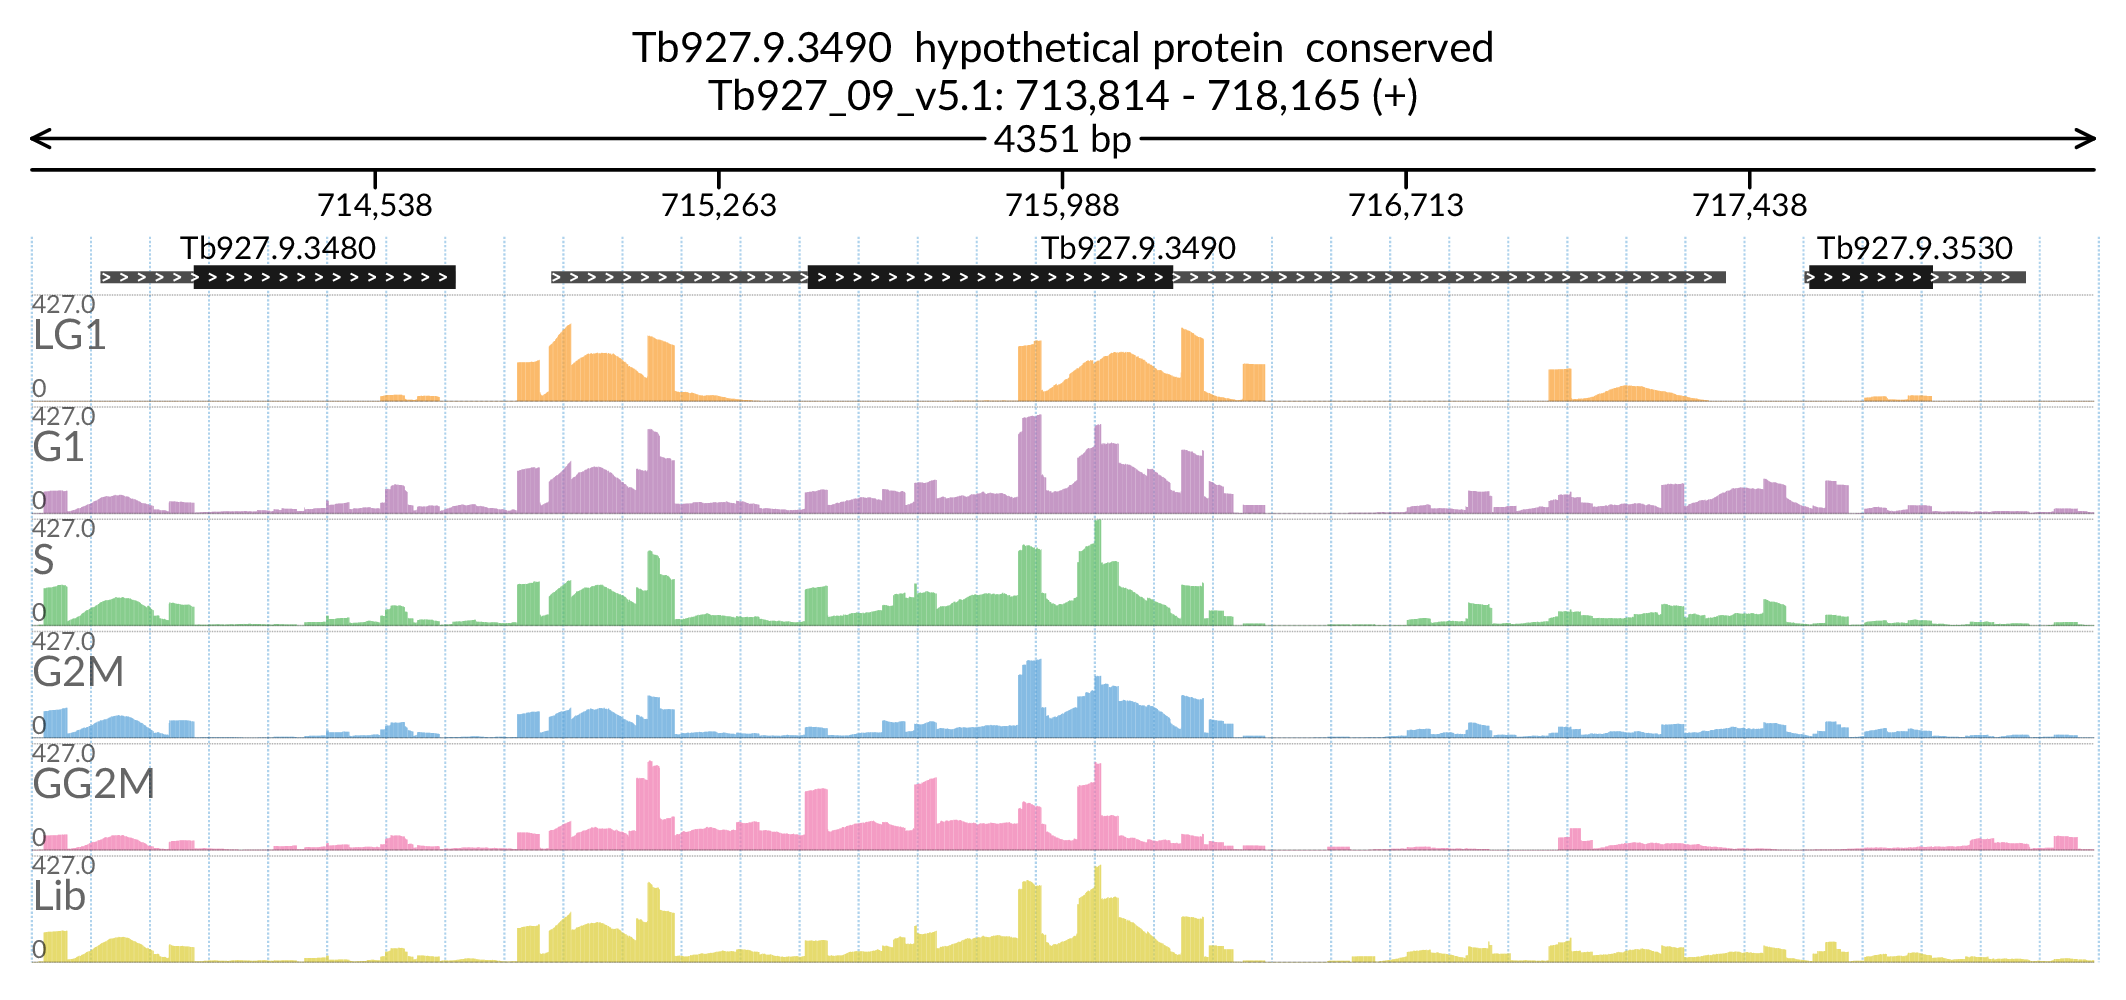 Tb927.9.3490 hypothetical protein conserved
Tb927_09_v5.1: 713,814 - 718,165 (+)
4351 bp
714,538 715,263 715,988 716,713 717,438
Tb927.9.3480 Tb927.9.3490 Tb927.9.3530
427.0
LG1
0
427.0
G1
0
427.0
S
0
427.0
G2M
0
427.0
GG2M
0
427.0
Lib
0